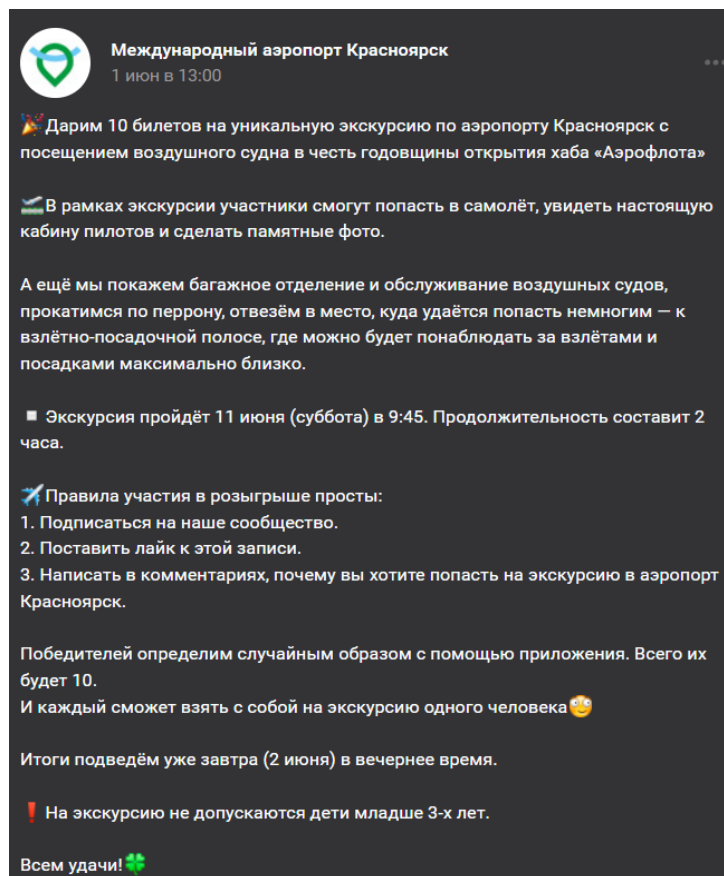 Международный аэропорт Красноярск
1 июн в 13:00
🎉Дарим 10 билетов на уникальную экскурсию по аэропорту Красноярск с
посещением воздушного судна в честь годовщины открытия хаба «Аэрофлота»
🛫В рамках экскурсии участники смогут попасть в самолёт, увидеть настоящую
кабину пилотов и сделать памятные фото.
А ещё мы покажем багажное отделение и обслуживание воздушных судов,
прокатимся по перрону, отвезём в место, куда удаётся попасть немногим — к
взлётно-посадочной полосе, где можно будет понаблюдать за взлётами и
посадками максимально близко.
▫ Экскурсия пройдёт 11 июня (суббота) в 9:45. Продолжительность составит 2
часа.
✈Правила участия в розыгрыше просты:
1. Подписаться на наше сообщество.
2. Поставить лайк к этой записи.
3. Написать в комментариях, почему вы хотите попасть на экскурсию в аэропорт
Красноярск.
Победителей определим случайным образом с помощью приложения. Всего их
будет 10.
И каждый сможет взять с собой на экскурсию одного человека😳
Итоги подведём уже завтра (2 июня) в вечернее время.
❗ На экскурсию не допускаются дети младше 3-х лет.
Всем удачи!🍀